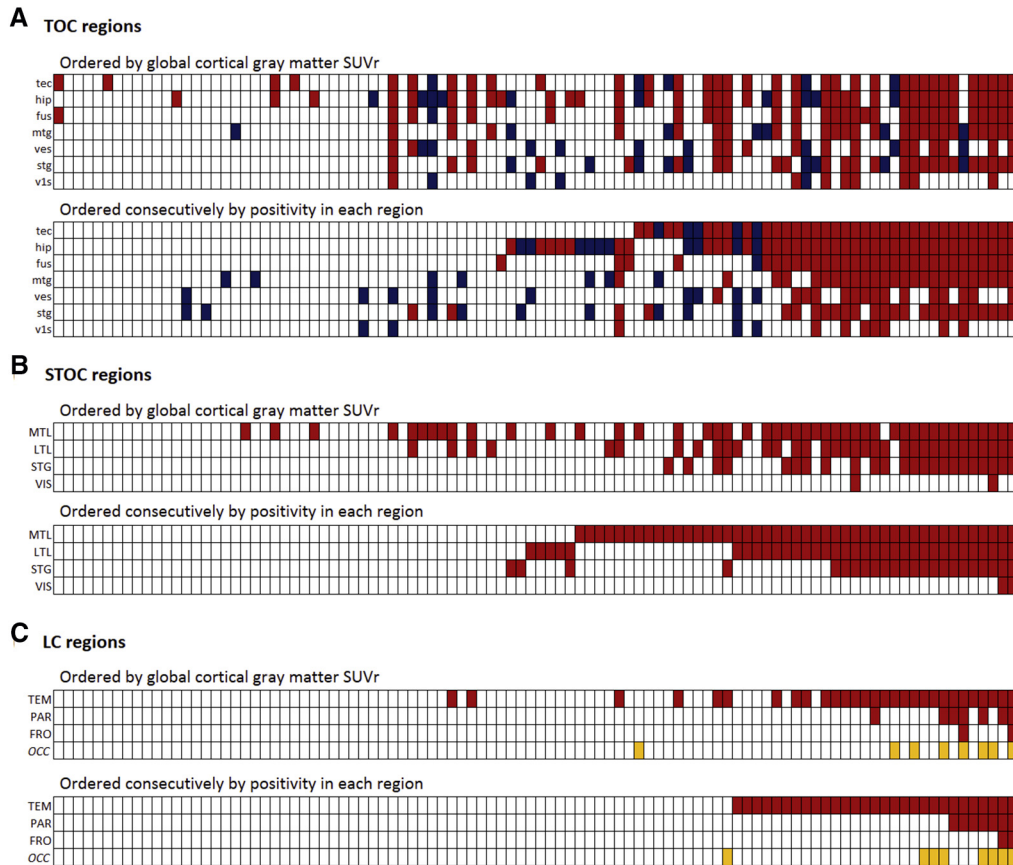 A
TOC regions
Ordered by global cortical gray matter SUVr
tec
hip
fus
mtg
ves
stg
v1s
Ordered consecutively by positivity in each region
tec
hip
fus
mtg
ves
stg
v1s
B
STOC regions
Ordered by global cortical gray matter SUVr
MTL
LTL
STG
VIS
Ordered consecutively by positivity in each region
MTL
LTL
STG
VIS
C
LC regions
Ordered by global cortical gray matter SUVr
TEM
PAR
FRO
OCC
Ordered consecutively by positivity in each region
TEM
PAR
FRO
OCC